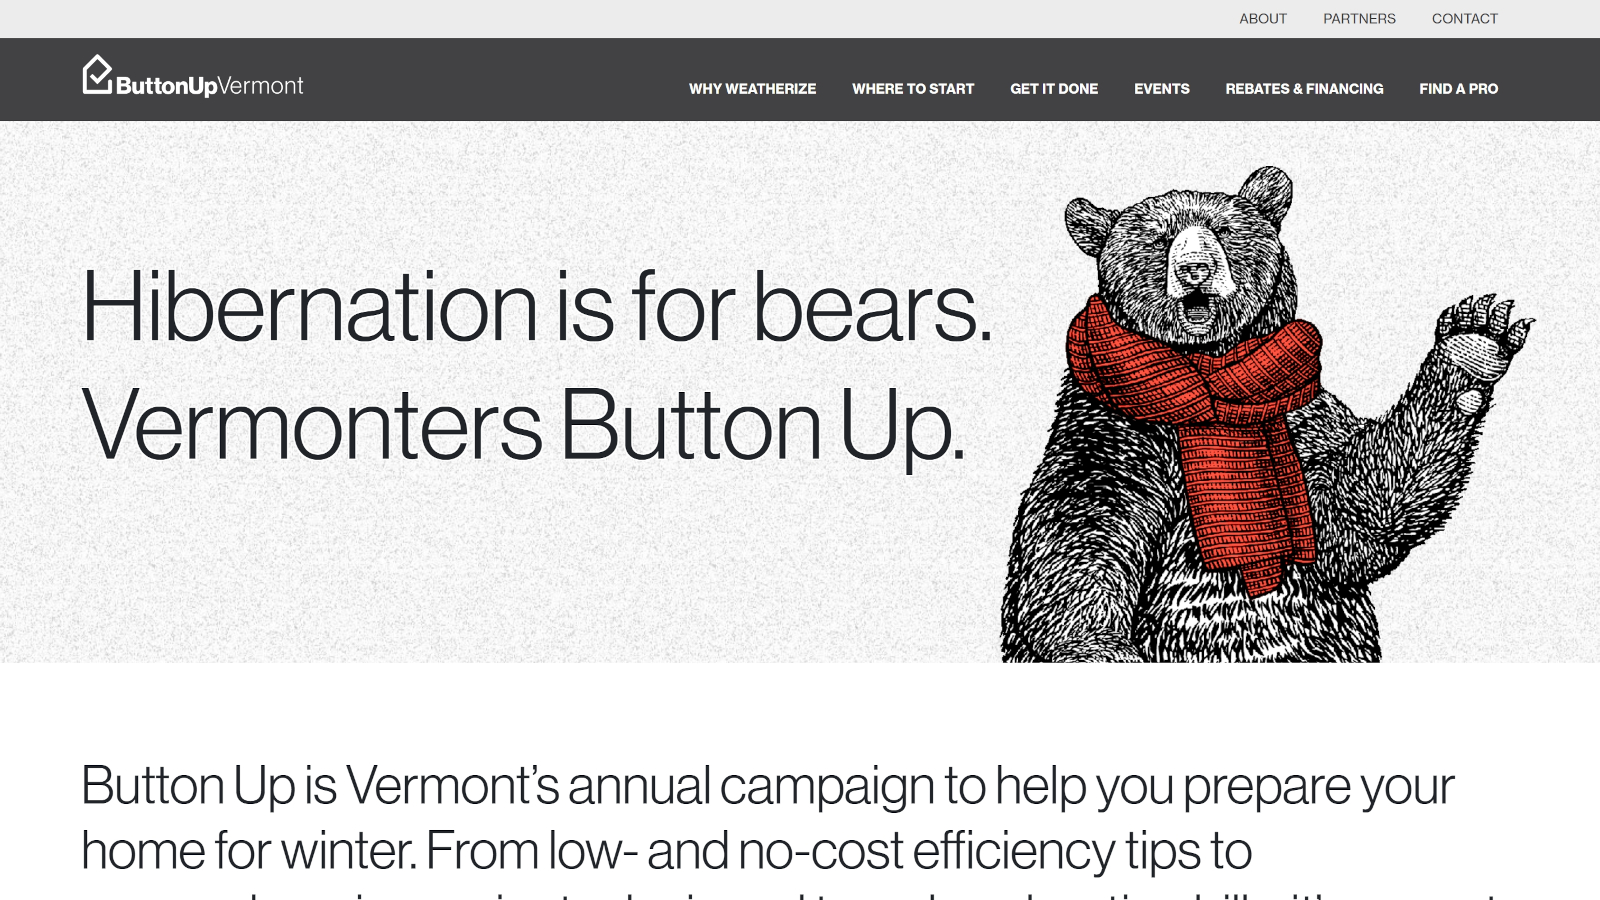 ABOUT PARTNERS CONTACT
ButtonUpVermont
WHY WEATHERIZE WHERE TO START GET IT DONE EVENTS REBATES & FINANCING FIND A PRO
Hibernation is for bears.
Vermonters Button Up.
Button Up is Vermont’s annual campaign to help you prepare your
home for winter. From low- and no-cost efficiency tips to